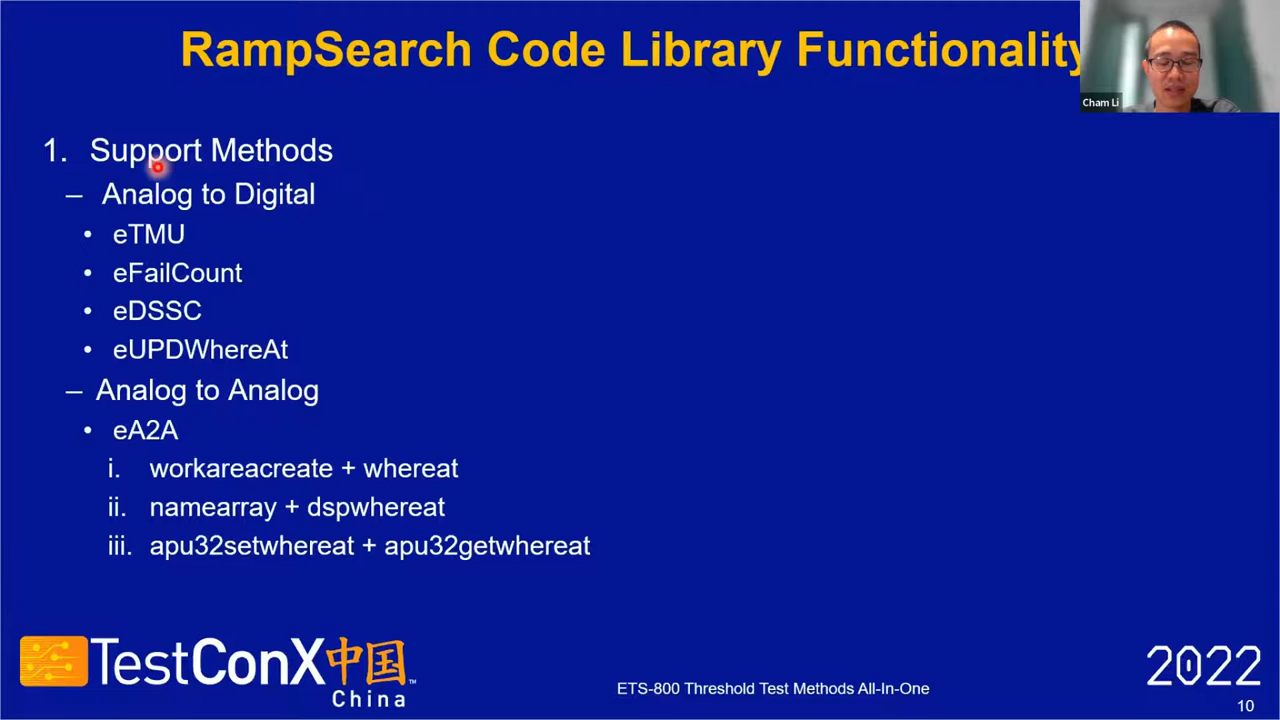 RampSearch Code Library Functionality
Cham Li
1. Support Methods
– Analog to Digital
• eTMU
• eFailCount
• eDSSC
• eUPDWhereAt
– Analog to Analog
• eA2A
i. workareacreate + whereat
ii. namearray + dspwhereat
iii. apu32setwhereat + apu32getwhereat
TestConX中国™
China
ETS-800 Threshold Test Methods All-In-One
2022
10